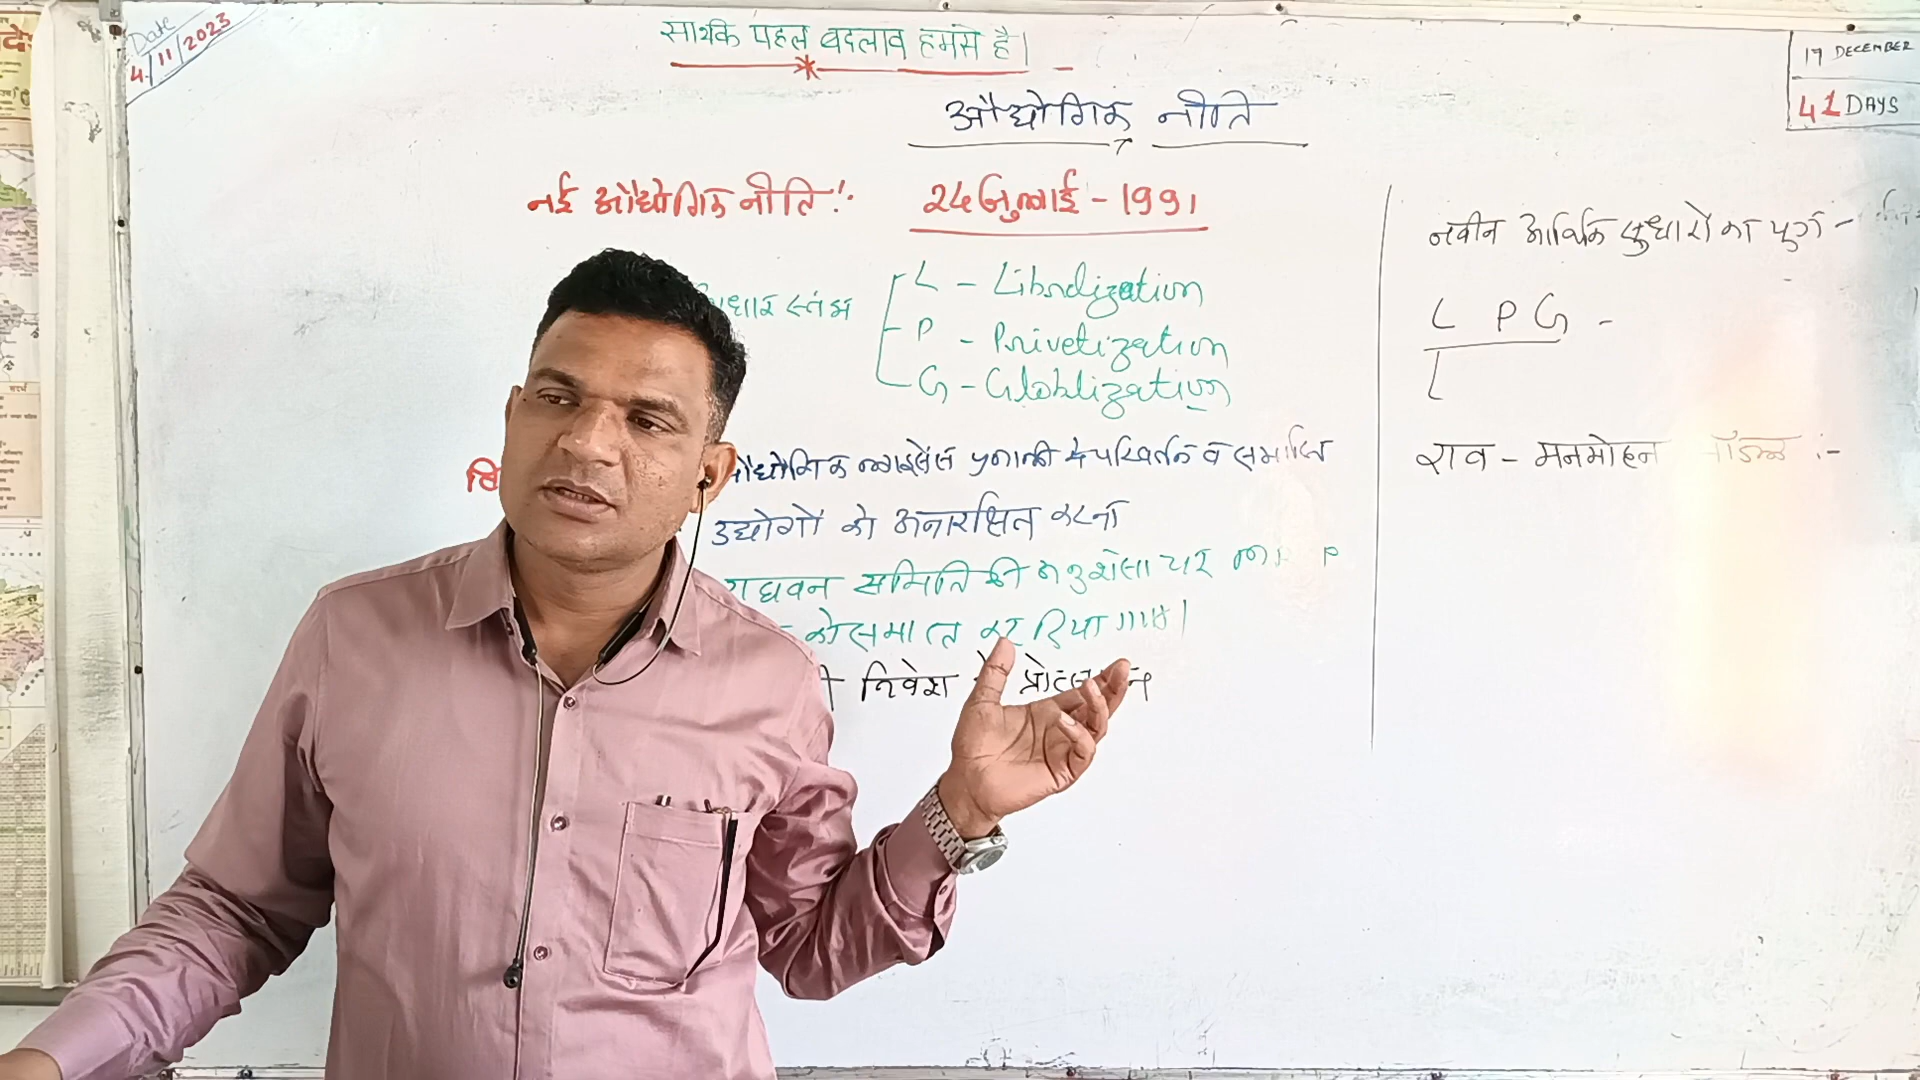 Date
4/11/2023
सार्थक पहल बदलाव हमसे है।
17 DECEMBER
41 DAYS
औद्योगिक नीति
नई औद्योगिक नीति :-
24 जुलाई - 1991
स्तंभ
L - Libralization
P - Privetization
G - Globlization
औद्योगिक लाइसेंस प्रणाली में परिवर्तन व समाप्ति
उद्योगों को अनारक्षित करना
राघवन समिति की अनुशंसा पर
को समाप्त कर दिया गया।
निवेश को
नवीन आर्थिक सुधारों का युग -
L P G -
L
राव - मनमोहन मॉडल :-